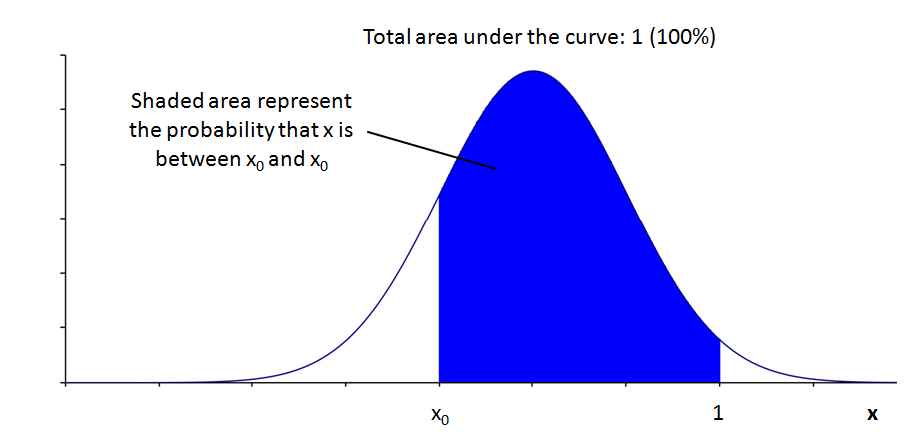 Total area under the curve: 1 (100%)
Shaded area represent
the probability that x is
between x₀ and x₀
x₀
1
x